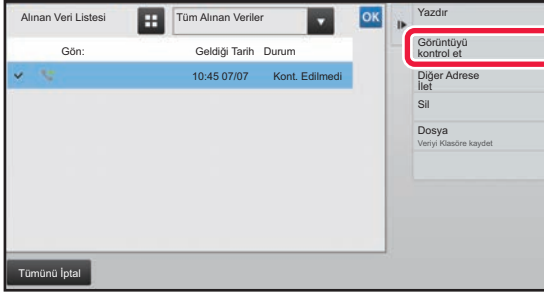 Alınan Veri Listesi
Tüm Alınan Veriler
OK
Gön:
Geldiği Tarih
Durum
10:45 07/07
Kont. Edilmedi
Tümünü İptal
Yazdır
Görüntüyü
kontrol et
Diğer Adrese
İlet
Sil
Dosya
Veriyi Klasöre kaydet